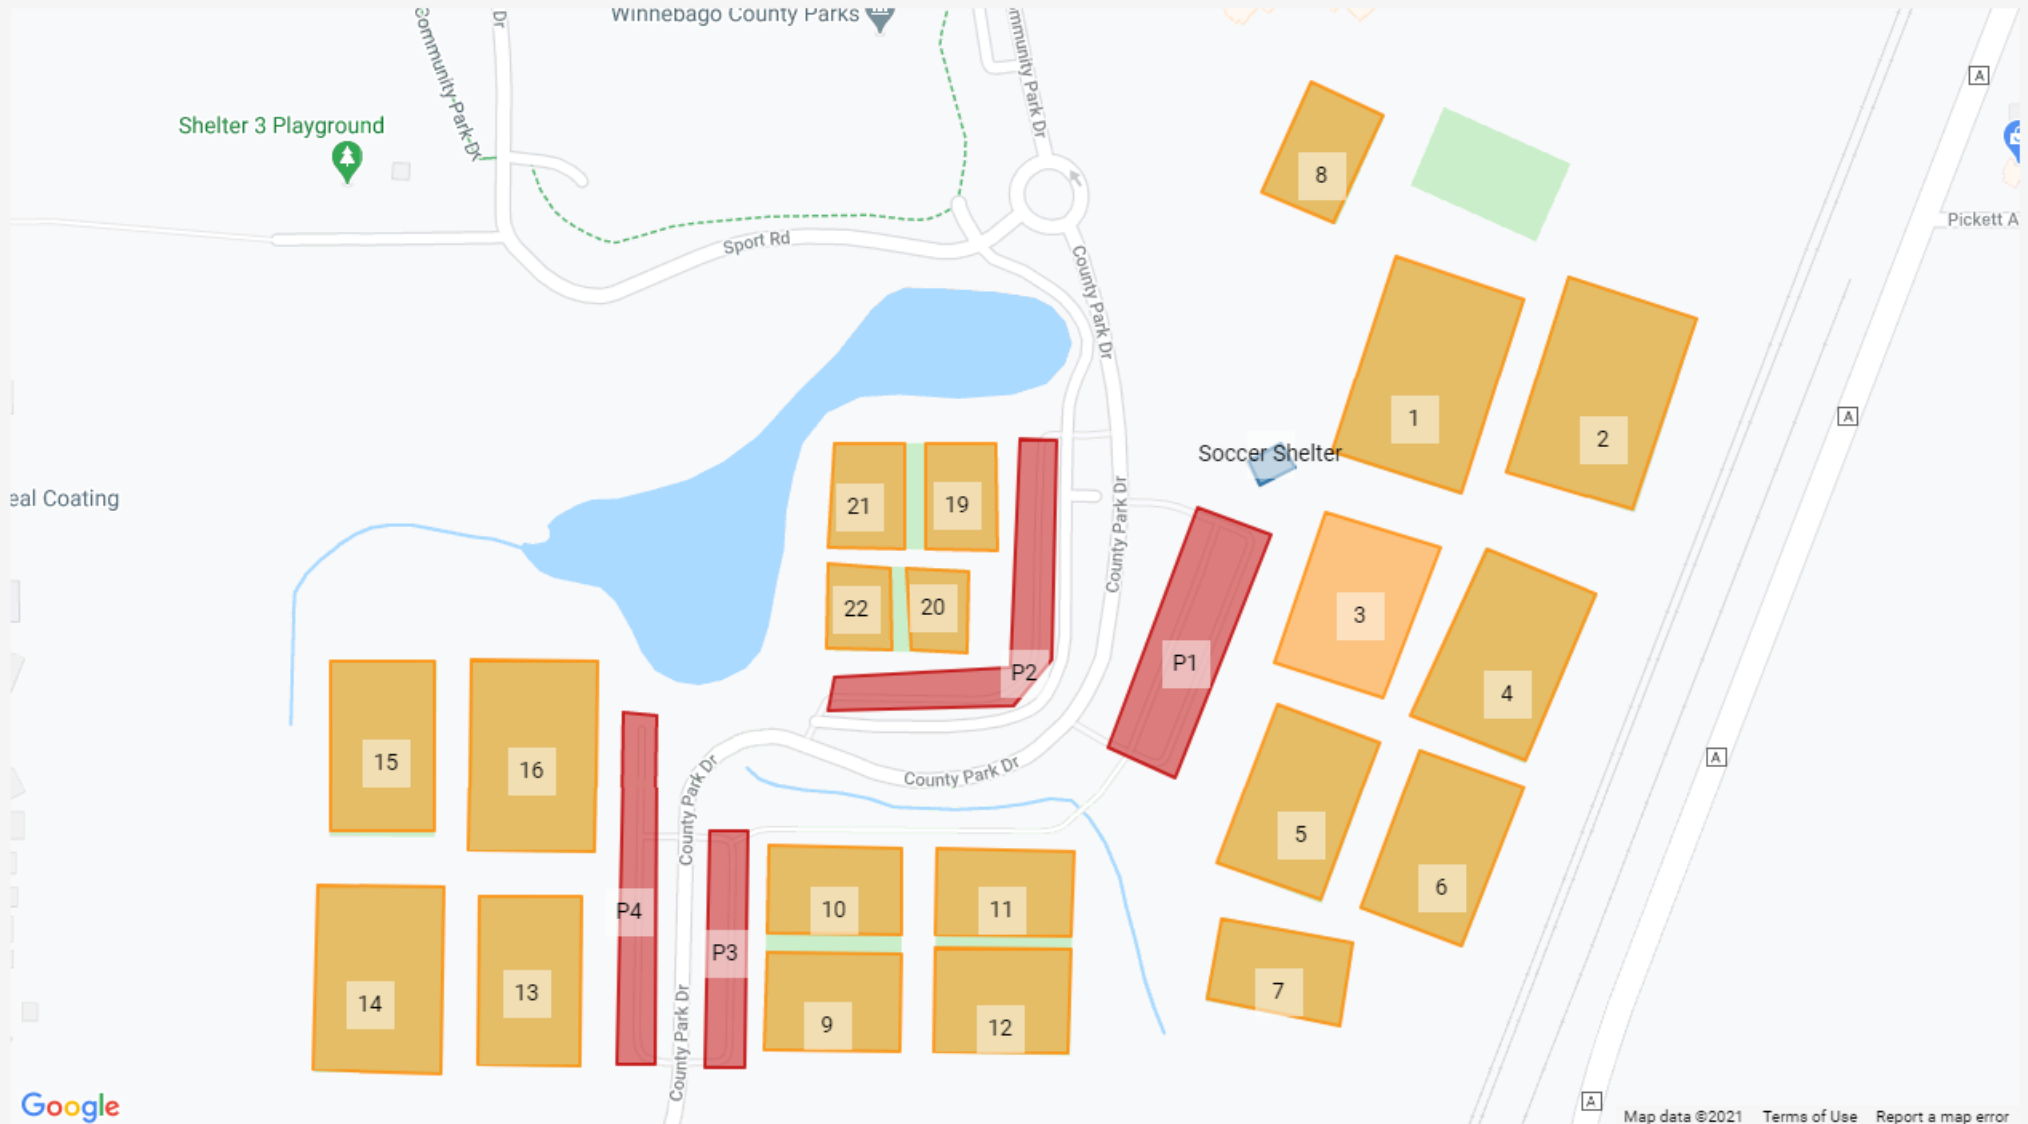 Winnebago County Parks
Dr
Community Park Dr
mmunity Park Dr
A
Shelter 3 Playground
8
Pickett A
Sport Rd
County Park Dr
1
2
A
Soccer Shelter
eal Coating
21
19
County Park Dr
22
20
3
P2
P1
4
15
16
County Park Dr
County Park Dr
A
5
6
10
11
P4
P3
7
14
13
9
12
County Park Dr
Google
A
Map data ©2021 Terms of Use Report a map error